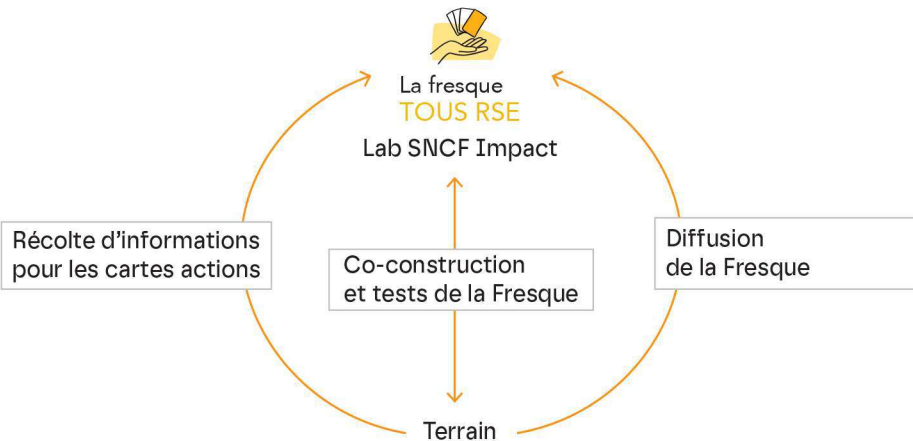 La fresque
TOUS RSE
Lab SNCF Impact
Récolte d'informations
pour les cartes actions
Co-construction
et tests de la Fresque
Diffusion
de la Fresque
Terrain